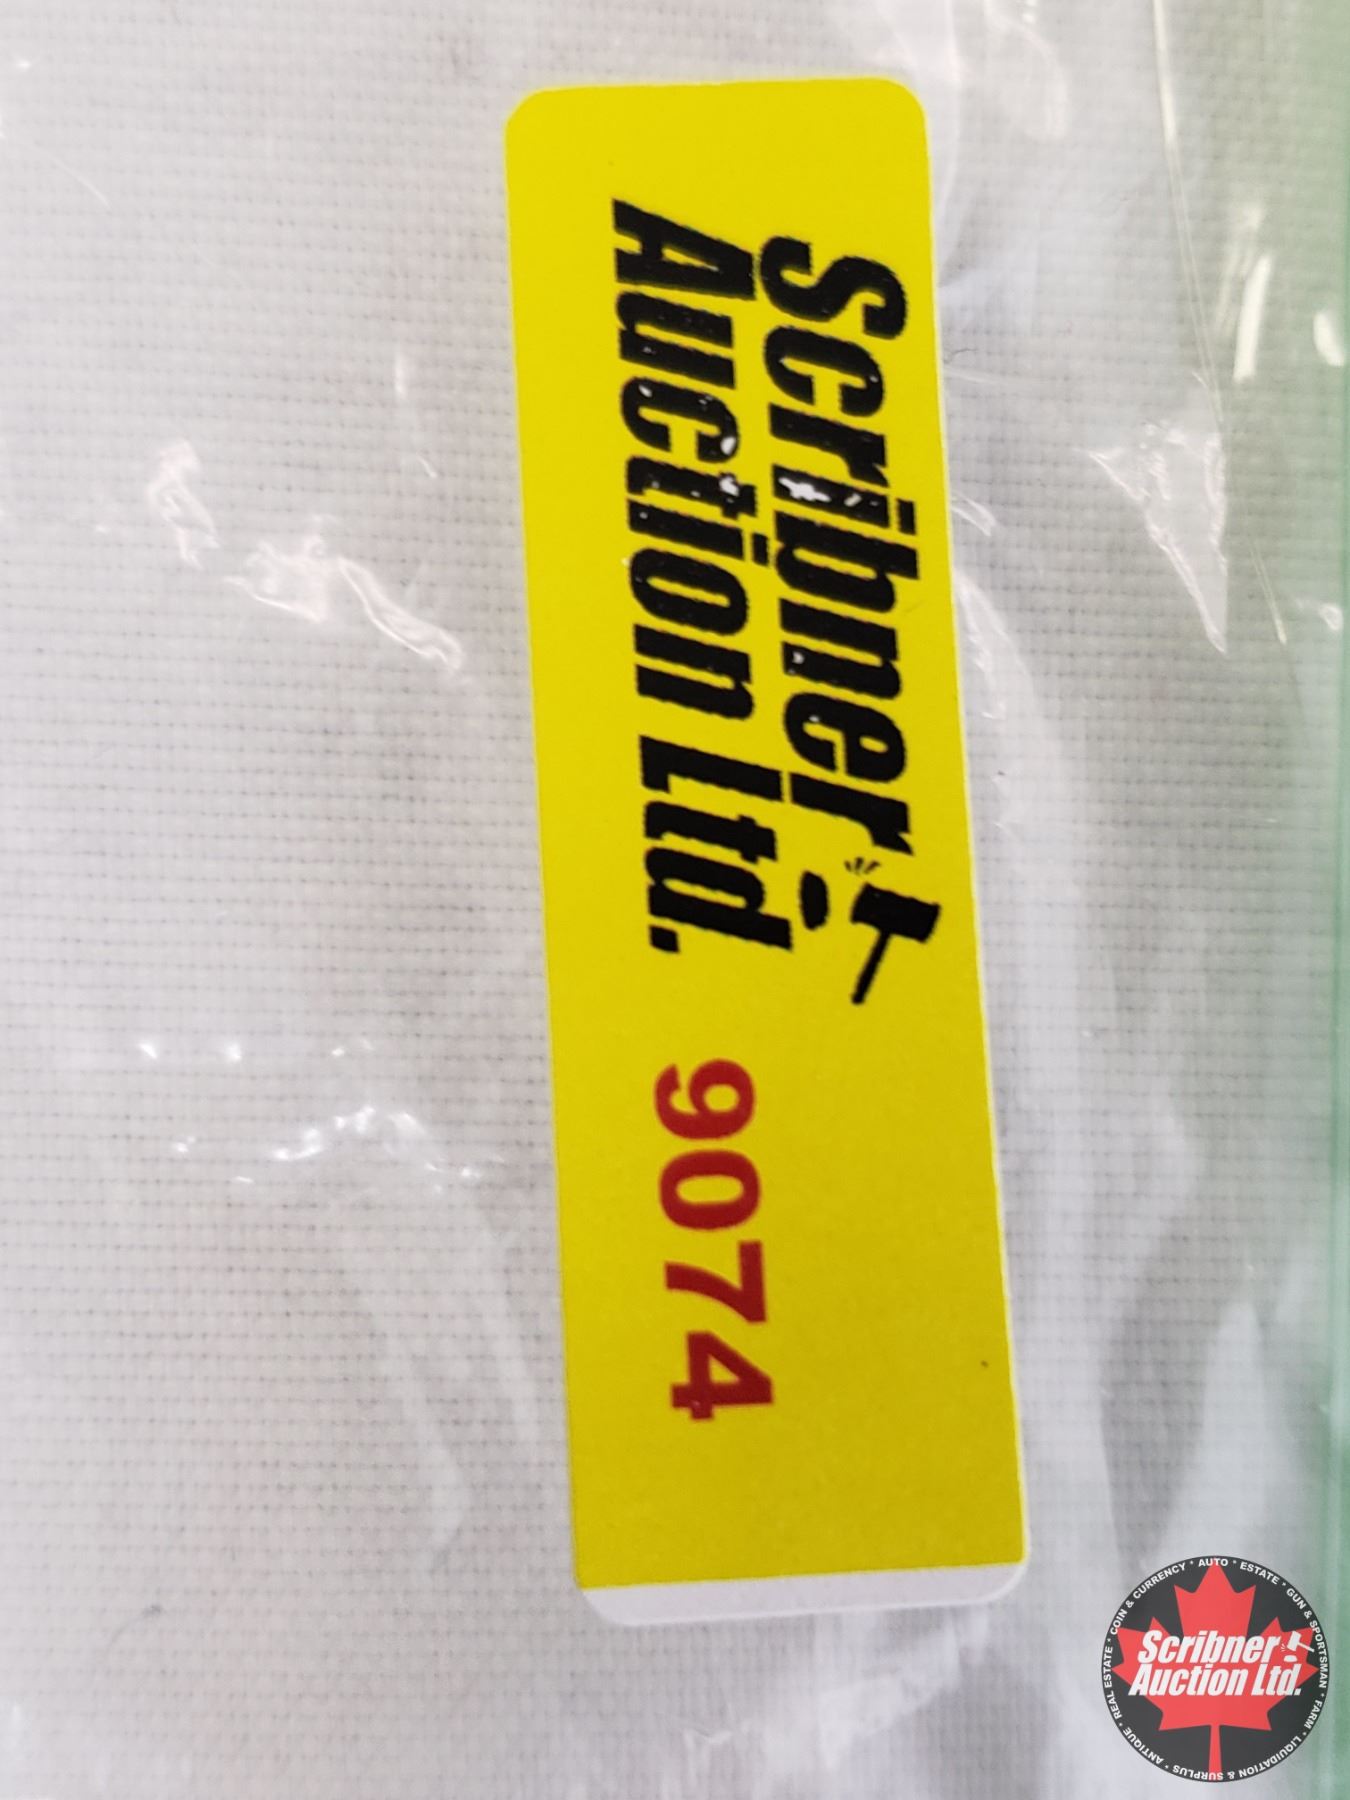 Scribner
Auction Ltd.
9074
Scribner
Auction Ltd.
REAL ESTATE * COIN & CURRENCY * AUTO * ESTATE * GUN & SPORTSMAN * FARM * LIQUIDATION & SURPLUS * ANTIQUE *